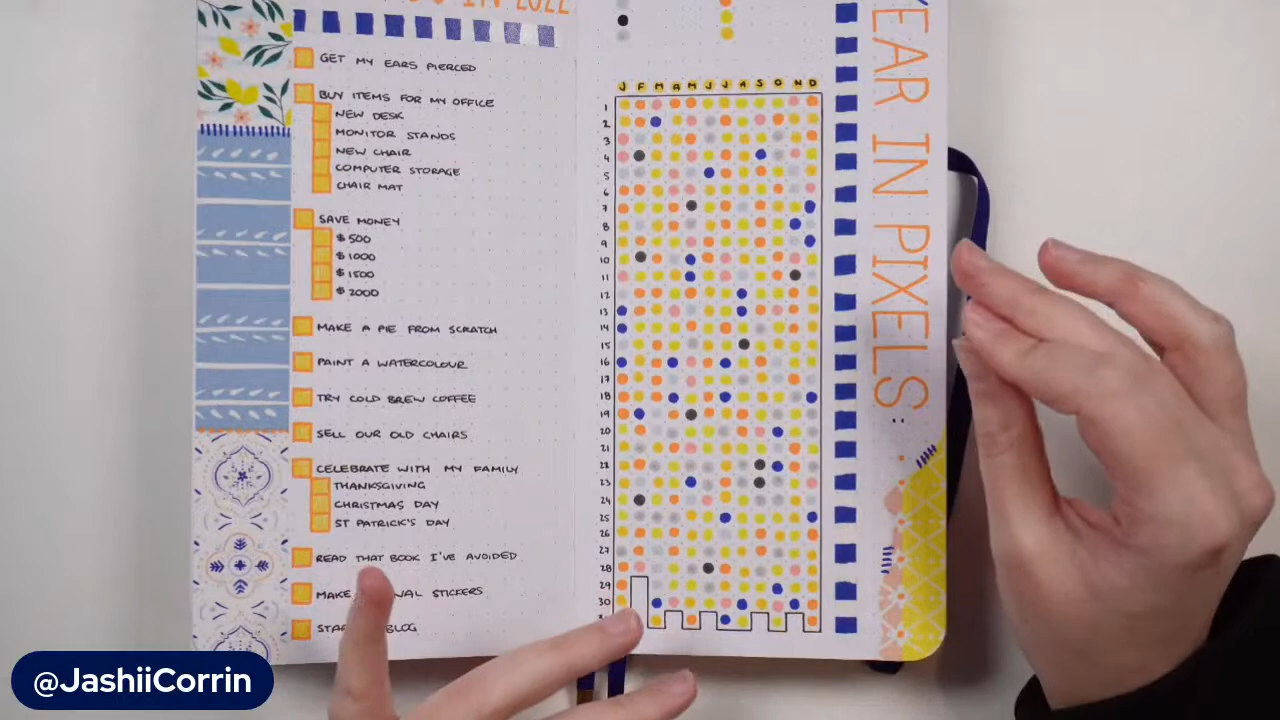 IN 2022
GET MY EARS PIERCED
BUY ITEMS FOR MY OFFICE
NEW DESK
MONITOR STANDS
NEW CHAIR
COMPUTER STORAGE
CHAIR MAT
SAVE MONEY
$500
$1000
$1500
$2000
MAKE A PIE FROM SCRATCH
PAINT A WATERCOLOUR
TRY COLD BREW COFFEE
SELL OUR OLD CHAIRS
CELEBRATE WITH MY FAMILY
THANKSGIVING
CHRISTMAS DAY
ST PATRICK'S DAY
READ THAT BOOK I'VE AVOIDED
MAKE STICKERS
BLOG
J F M A M J J A S O N D
1
2
3
4
5
6
7
8
9
10
11
12
13
14
15
16
17
18
19
20
21
22
23
24
25
26
27
28
29
30
YEAR IN PIXELS:
@JashiiCorrin